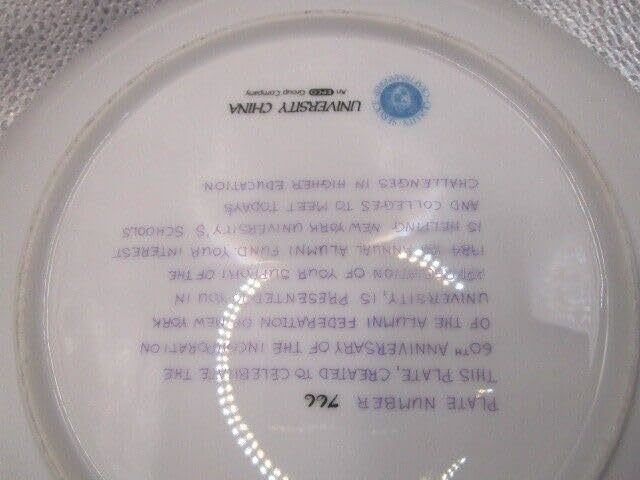 PLATE NUMBER 766
THIS PLATE, CREATED TO CELEBRATE THE
60TH ANNIVERSARY OF THE INCORPORATION
OF THE ALUMNI FEDERATION OF NEW YORK
UNIVERSITY, IS PRESENTED TO YOU IN
APPRECIATION OF YOUR SUPPORT OF THE
1984 ANNUAL ALUMNI FUND. YOUR INTEREST
IS HELPING NEW YORK UNIVERSITY'S SCHOOLS
AND COLLEGES TO MEET TODAYS
CHALLENGES IN HIGHER EDUCATION
UNIVERSITY CHINA
An EPCO Group Company